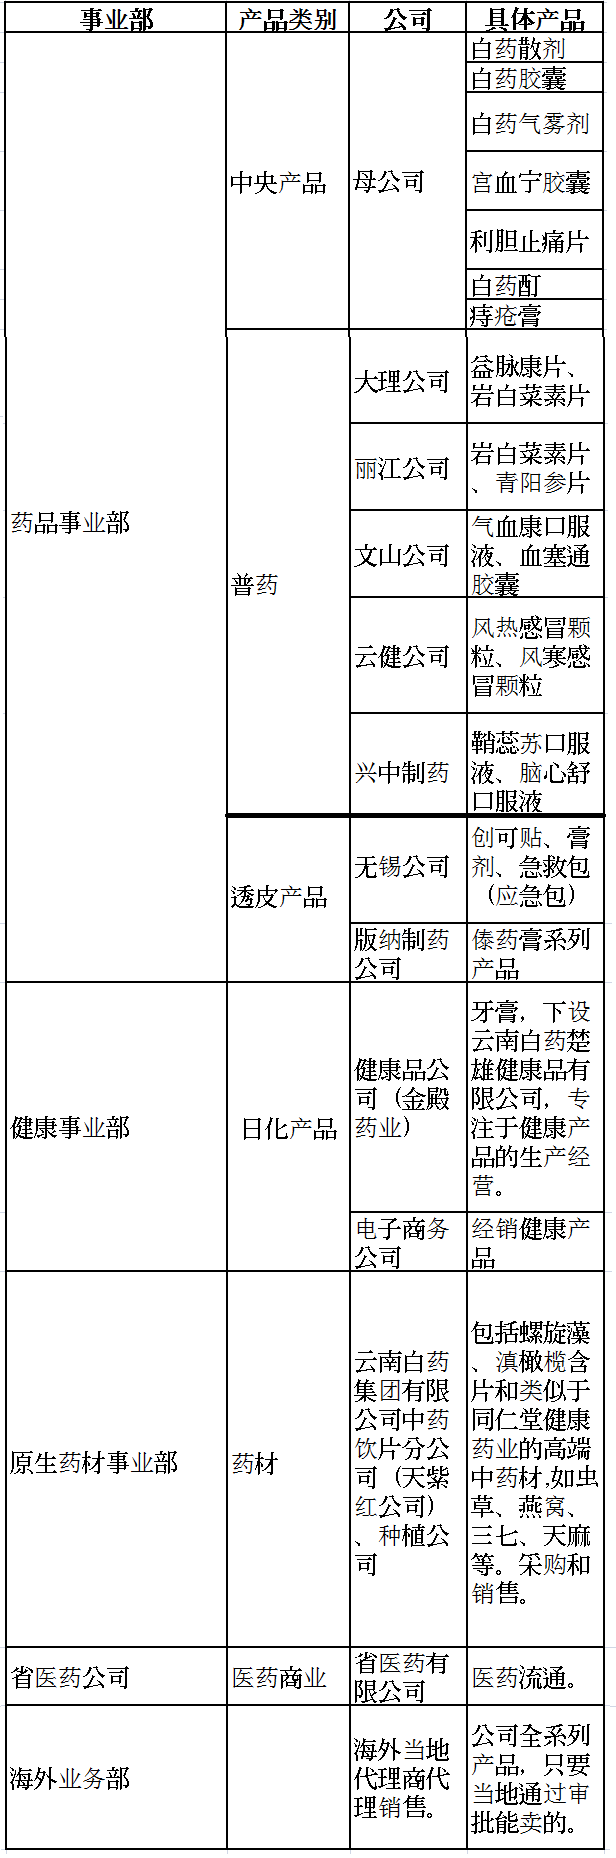 事业部 产品类别 公司 具体产品
白药散剂
白药胶囊
白药气雾剂
中央产品 母公司 宫血宁胶囊
利胆止痛片
白药酊
痔疮膏
药品事业部
普药
大理公司
益脉康片、
岩白菜素片
丽江公司
岩白菜素片
、青阳参片
文山公司
气血康口服
液、血塞通
胶囊
云健公司
风热感冒颗
粒、风寒感
冒颗粒
兴中制药
鞘蕊苏口服
液、脑心舒
口服液
透皮产品
无锡公司
创可贴、膏
剂、急救包
（应急包）
版纳制药
公司
傣药膏系列
产品
健康事业部
日化产品
健康品公
司（金殿
药业）
牙膏，下设
云南白药楚
雄健康品有
限公司，专
注于健康产
品的生产经
营。
电子商务
公司
经销健康产
品
原生药材事业部
药材
云南白药
集团有限
公司中药
饮片分公
司（天紫
红公司）
、种植公
司
包括螺旋藻
、滇橄榄含
片和类似于
同仁堂健康
药业的高端
中药材,如虫
草、燕窝、
三七、天麻
等。采购和
销售。
省医药公司
医药商业
省医药有
限公司
医药流通。
海外业务部
海外当地
代理商代
理销售。
公司全系列
产品，只要
当地通过审
批能卖的。